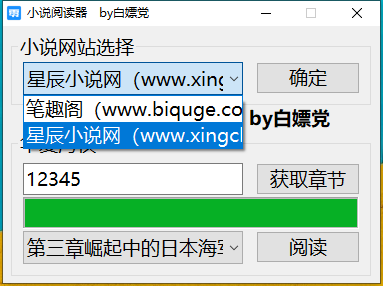 小说阅读器 by白嫖党
小说网站选择
星辰小说网（www.xing
确定
笔趣阁（www.biquge.co
星辰小说网（www.xingc
by白嫖党
12345
获取章节
第三章崛起中的日本海
阅读